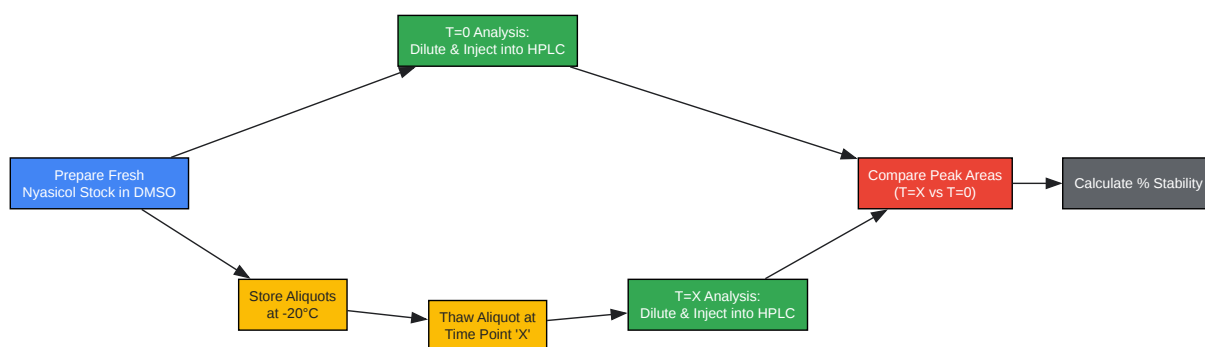 T=0 Analysis:
Dilute & Inject into HPLC
Prepare Fresh
Nyasicol Stock in DMSO
Compare Peak Areas
(T=X vs T=0)
Calculate % Stability
Store Aliquots
at -20°C
Thaw Aliquot at
Time Point 'X'
T=X Analysis:
Dilute & Inject into HPLC